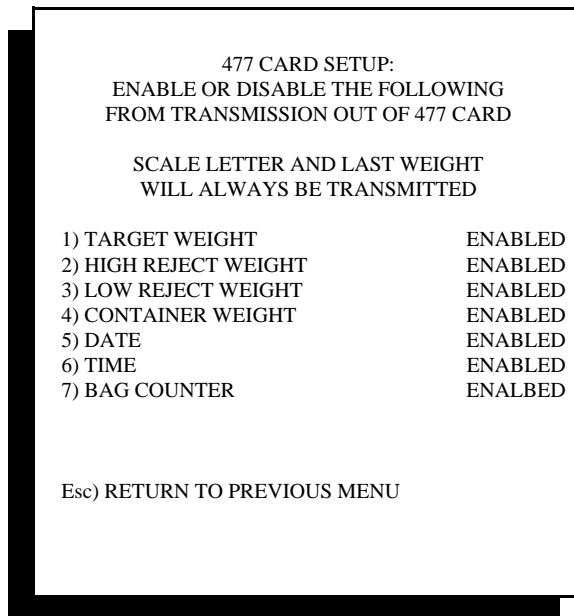 477 CARD SETUP:
ENABLE OR DISABLE THE FOLLOWING
FROM TRANSMISSION OUT OF 477 CARD
SCALE LETTER AND LAST WEIGHT
WILL ALWAYS BE TRANSMITTED
1) TARGET WEIGHT ENABLED
2) HIGH REJECT WEIGHT ENABLED
3) LOW REJECT WEIGHT ENABLED
4) CONTAINER WEIGHT ENABLED
5) DATE ENABLED
6) TIME ENABLED
7) BAG COUNTER ENALBED
Esc) RETURN TO PREVIOUS MENU